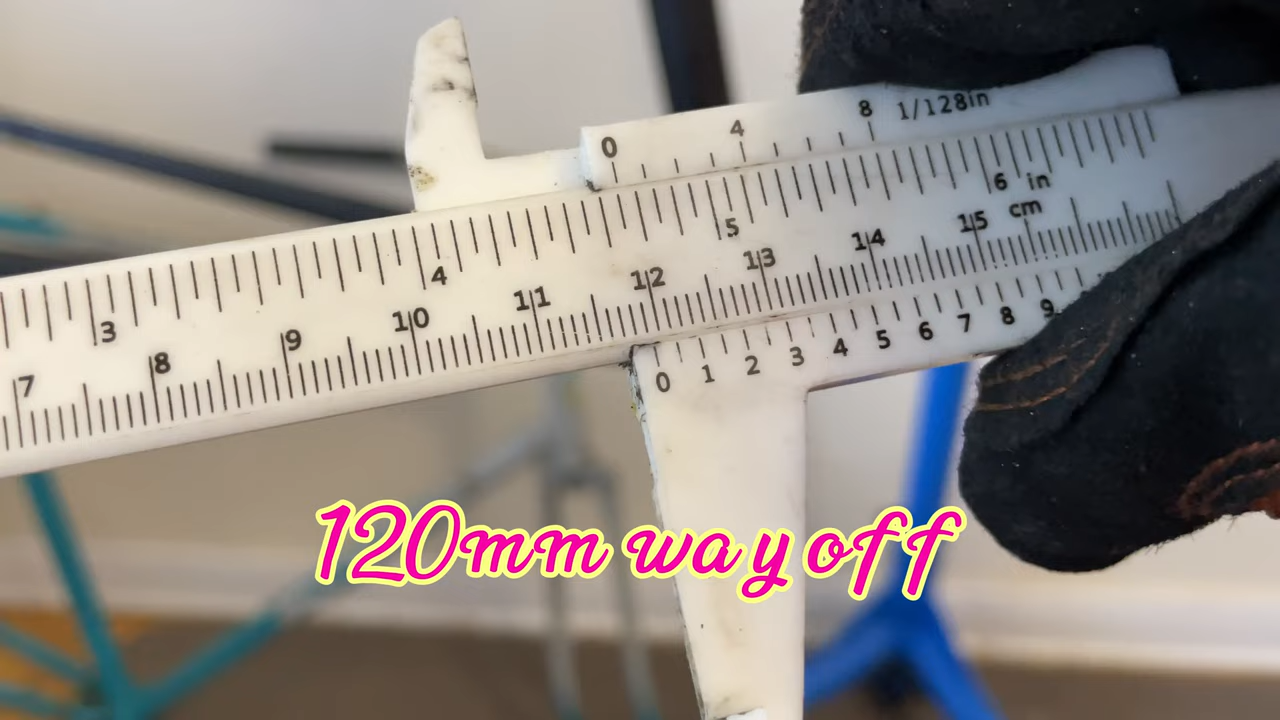 0 4 8 1/128in
3 4 5 6 in
7 8 9 10 11 12 13 14 15 cm
0 1 2 3 4 5 6 7 8 9
120mm way off